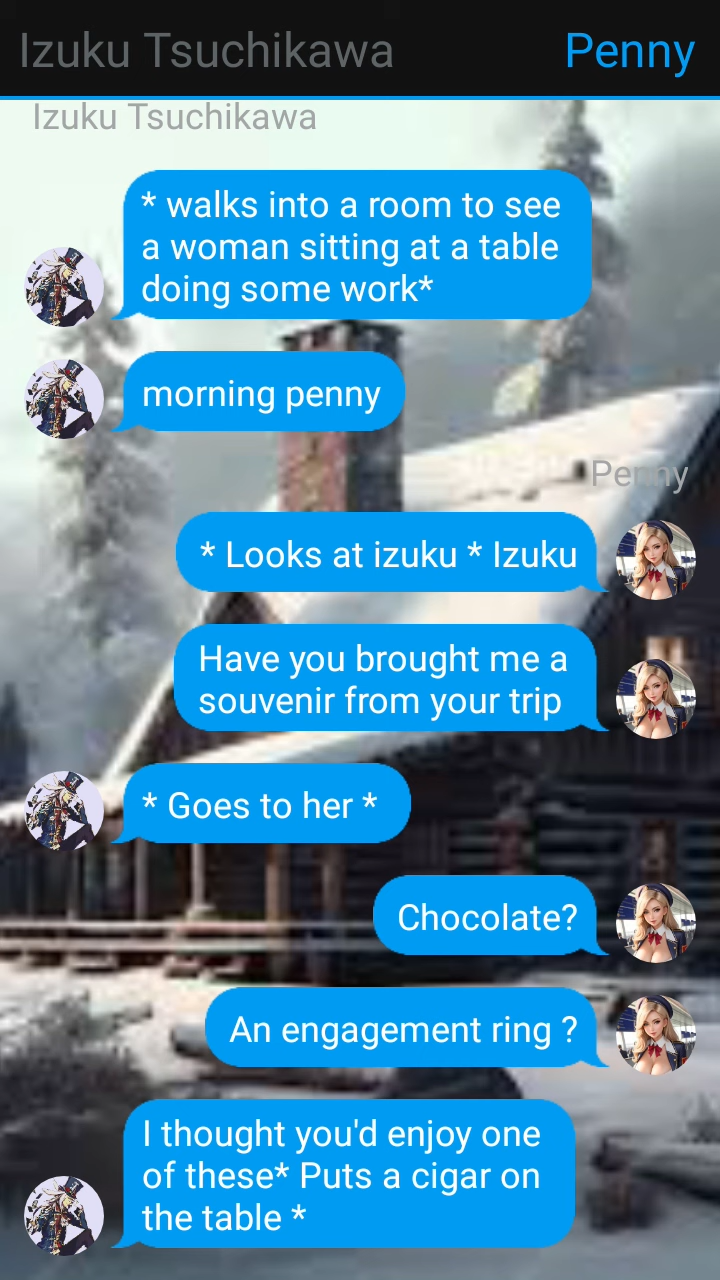 Izuku Tsuchikawa
Penny
Izuku Tsuchikawa
* walks into a room to see
a woman sitting at a table
doing some work*
morning penny
Penny
* Looks at izuku * Izuku
Have you brought me a
souvenir from your trip
* Goes to her *
Chocolate?
An engagement ring ?
I thought you'd enjoy one
of these* Puts a cigar on
the table *